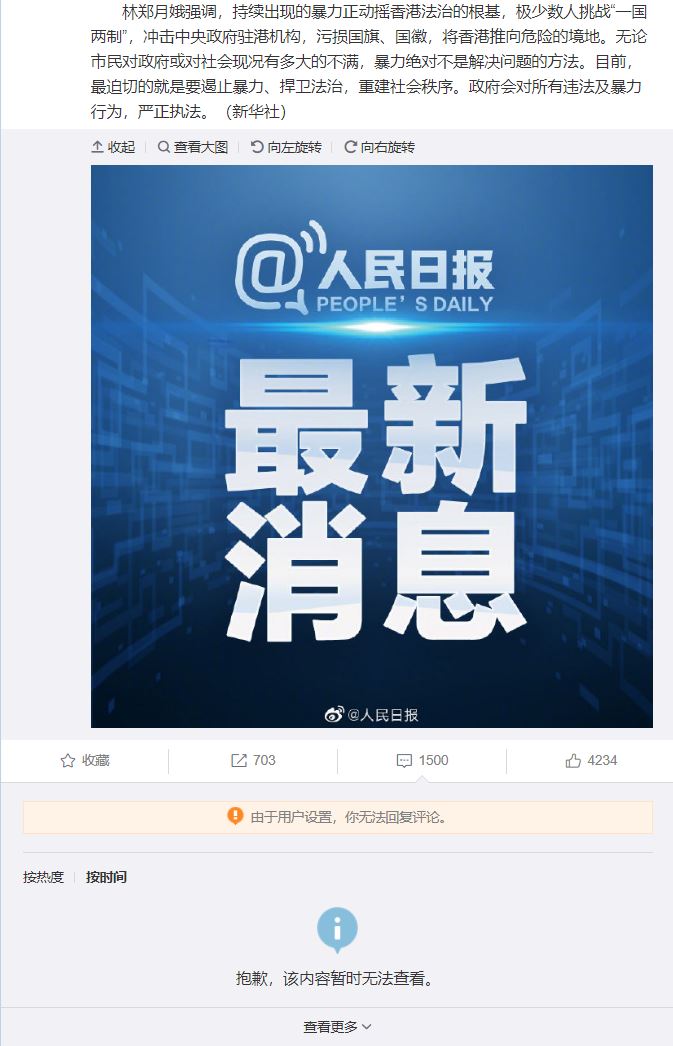 林郑月娥强调，持续出现的暴力正动摇香港法治的根基，极少数人挑战“一国
两制”，冲击中央政府驻港机构，污损国旗、国徽，将香港推向危险的境地。无论
市民对政府或对社会现况有多大的不满，暴力绝对不是解决问题的方法。目前，
最迫切的就是要遏止暴力、捍卫法治，重建社会秩序。政府会对所有违法及暴力
行为，严正执法。（新华社）
收起 查看大图 向左旋转 向右旋转
@人民日报
PEOPLE'S DAILY
最新
消息
@人民日报
收藏 703 1500 4234
由于用户设置，你无法回复评论。
按热度 按时间
抱歉，该内容暂时无法查看。
查看更多